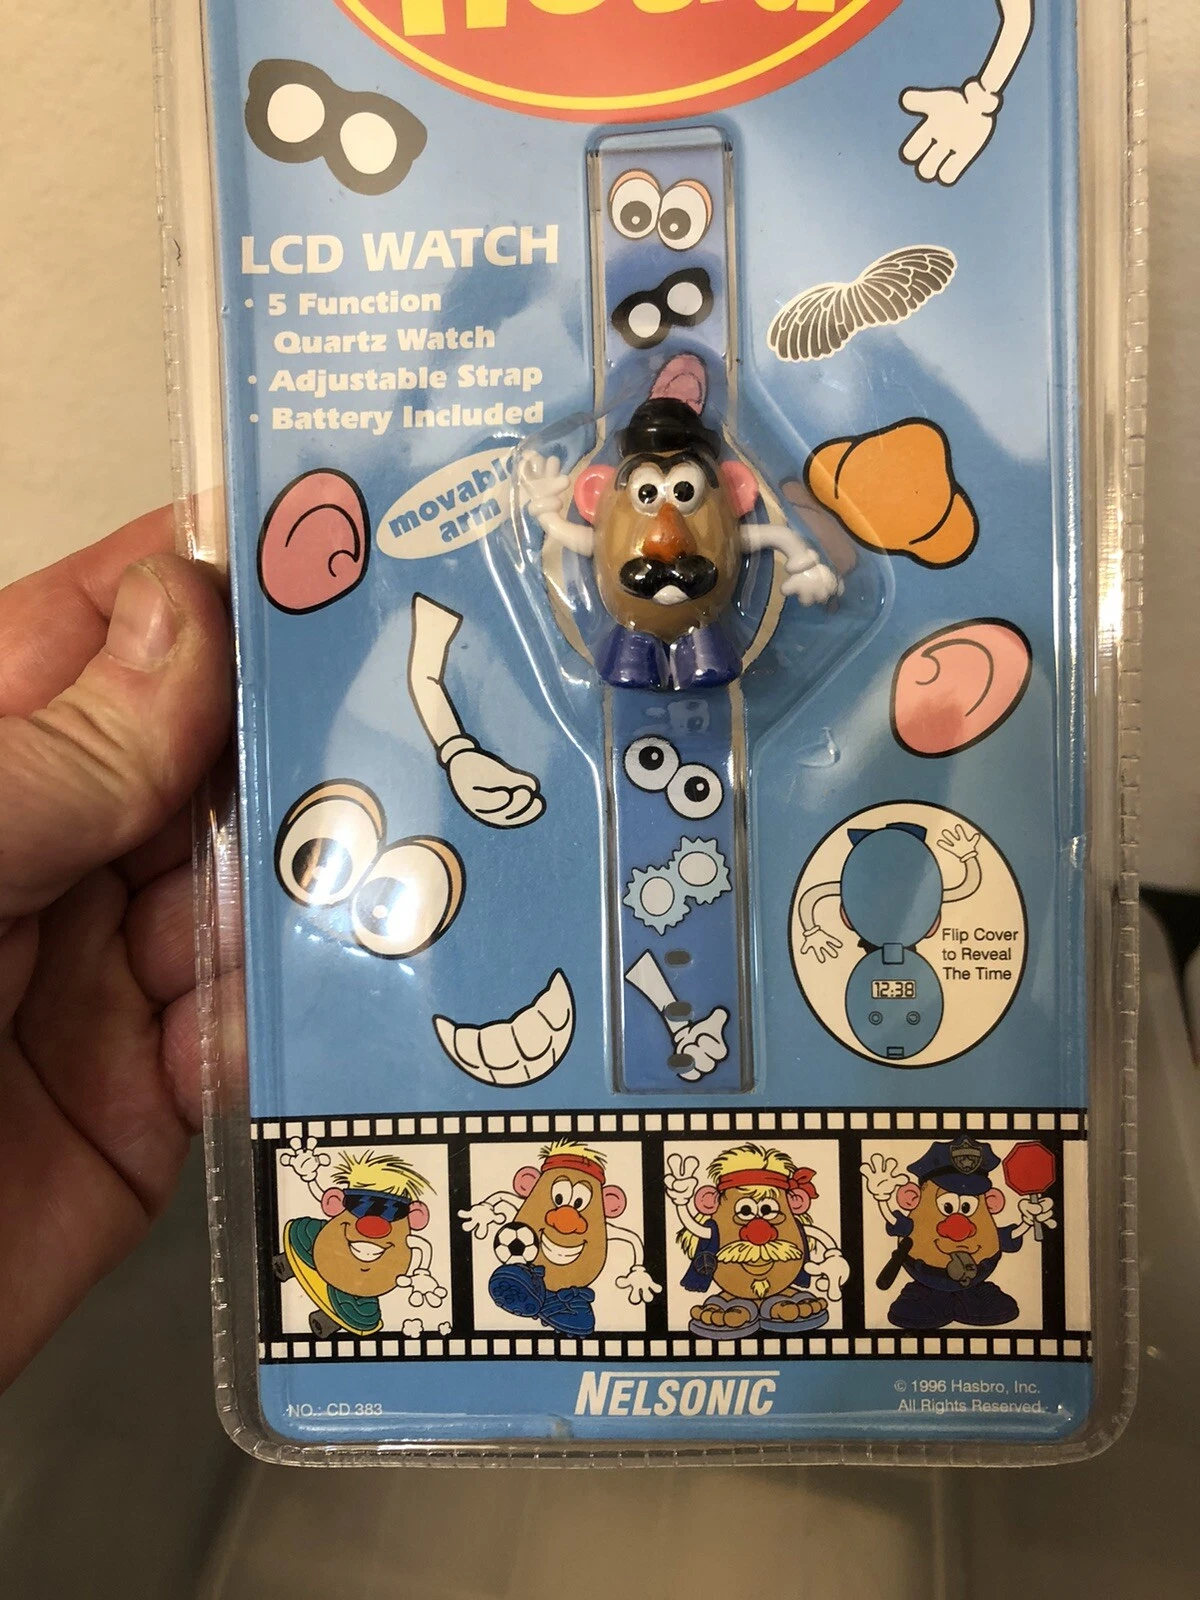 LCD WATCH
• 5 Function
Quartz Watch
• Adjustable Strap
• Battery Included
movable
arm
Flip Cover
to Reveal
The Time
12:38
NELSONIC
NO.: CD 383
© 1996 Hasbro, Inc.
All Rights Reserved.